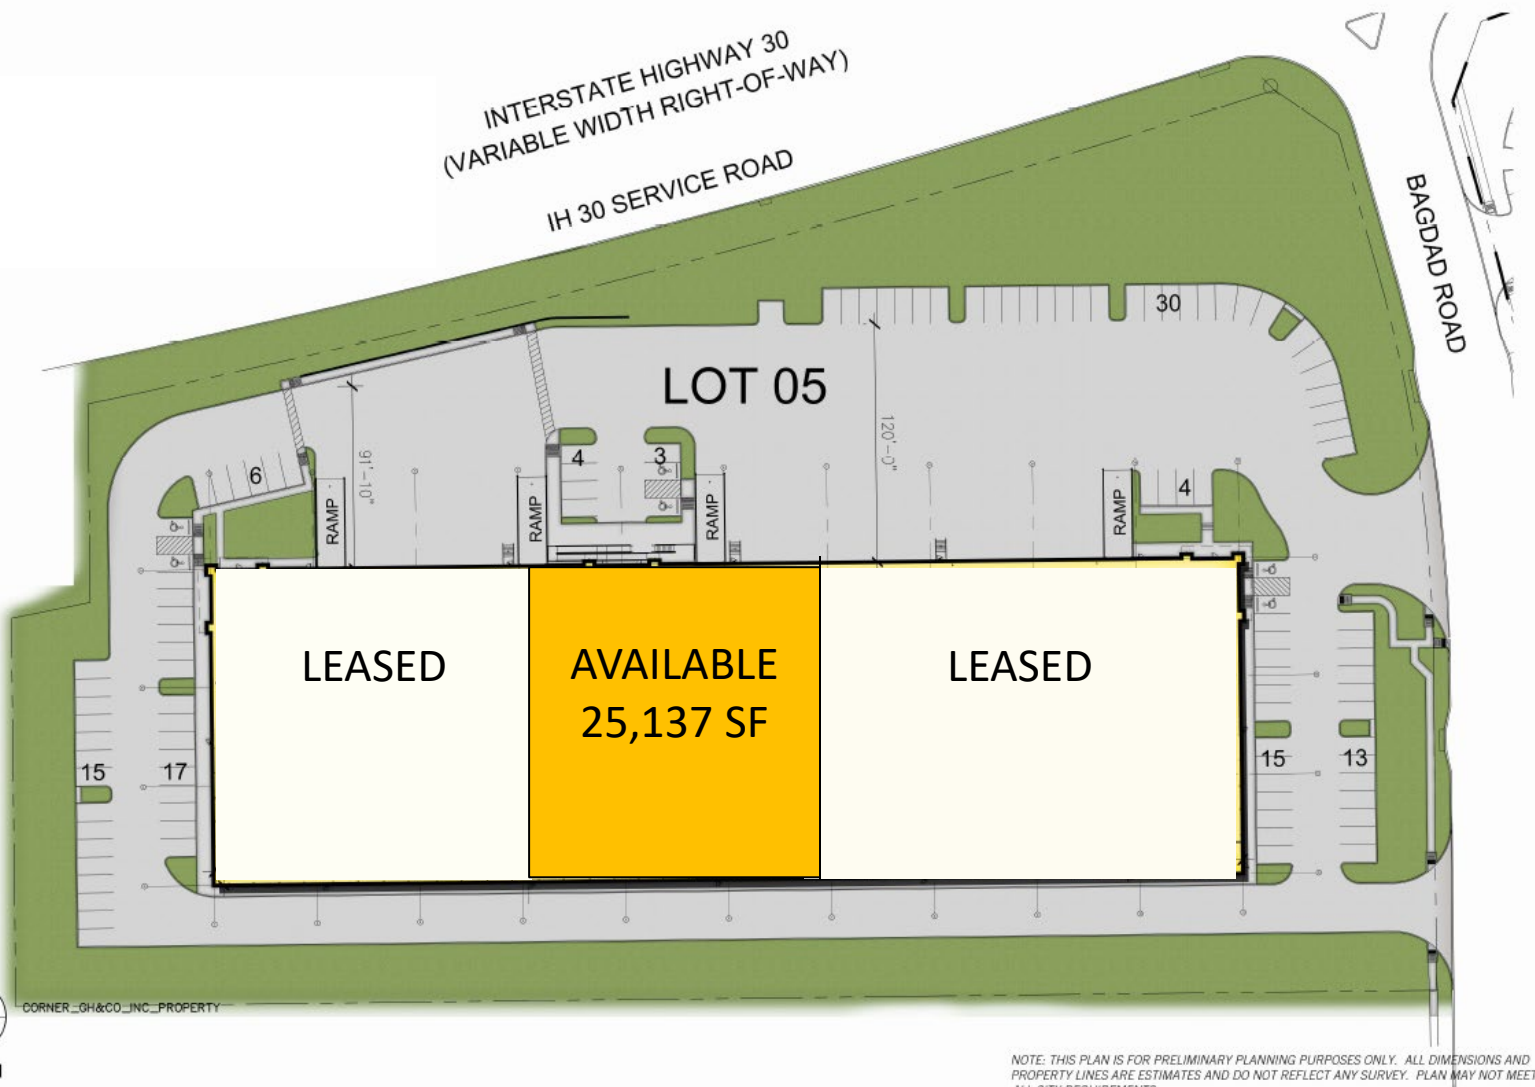 INTERSTATE HIGHWAY 30
(VARIABLE WIDTH RIGHT-OF-WAY)
IH 30 SERVICE ROAD
BAGDAD ROAD
30
LOT 05
120'-0"
91'-10"
6
4
3
4
RAMP
RAMP
RAMP
RAMP
LEASED
AVAILABLE
25,137 SF
LEASED
15
17
15
13
CORNER_GH&CO_INC_PROPERTY
NOTE: THIS PLAN IS FOR PRELIMINARY PLANNING PURPOSES ONLY. ALL DIMENSIONS AND
PROPERTY LINES ARE ESTIMATES AND DO NOT REFLECT ANY SURVEY. PLAN MAY NOT MEET